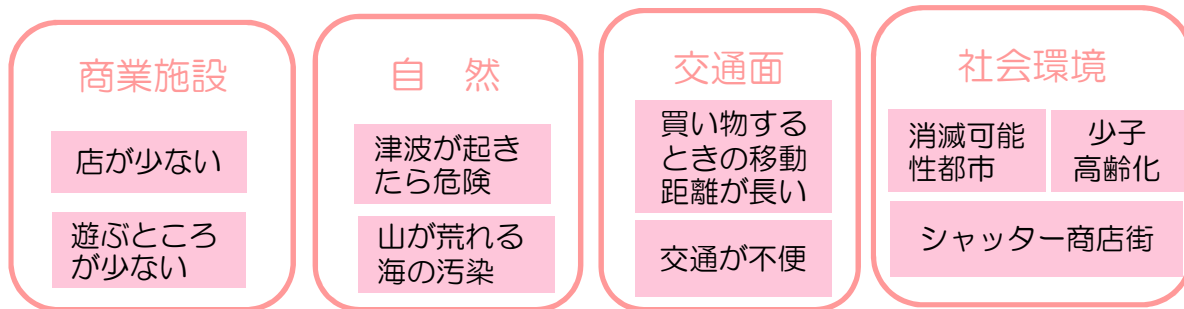 商業施設
店が少ない
遊ぶところ
が少ない
自 然
津波が起き
たら危険
山が荒れる
海の汚染
交通面
買い物する
ときの移動
距離が長い
交通が不便
社会環境
消滅可能
性都市
少子
高齢化
シャッター商店街